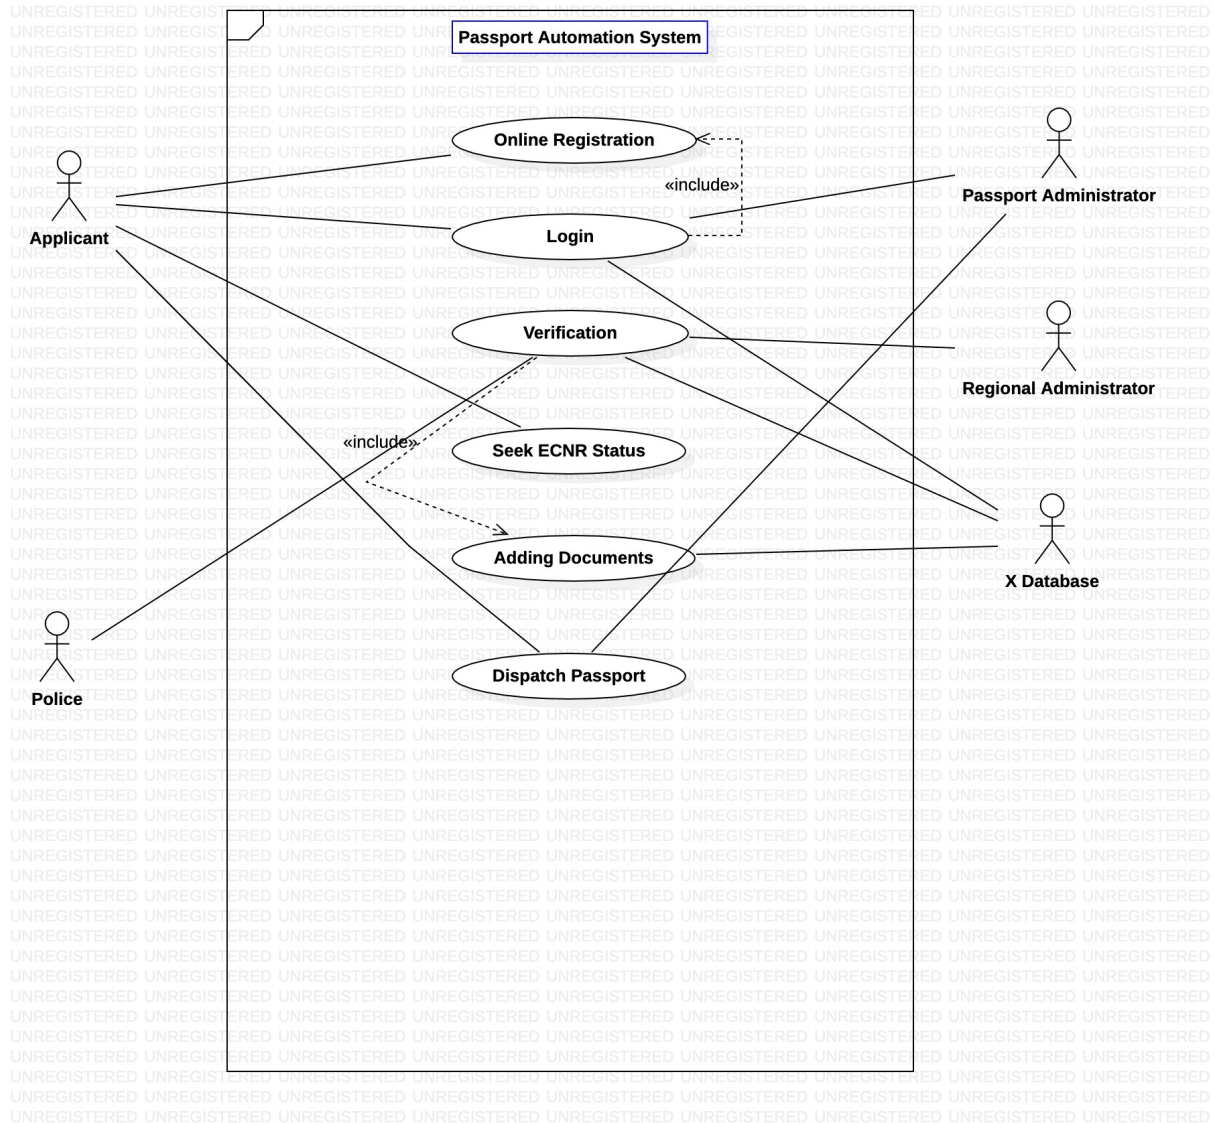 Passport Automation System
Online Registration
«include»
Passport Administrator
Applicant
Login
Verification
Regional Administrator
«include»
Seek ECNR Status
Adding Documents
X Database
Dispatch Passport
Police
UNREGISTERED